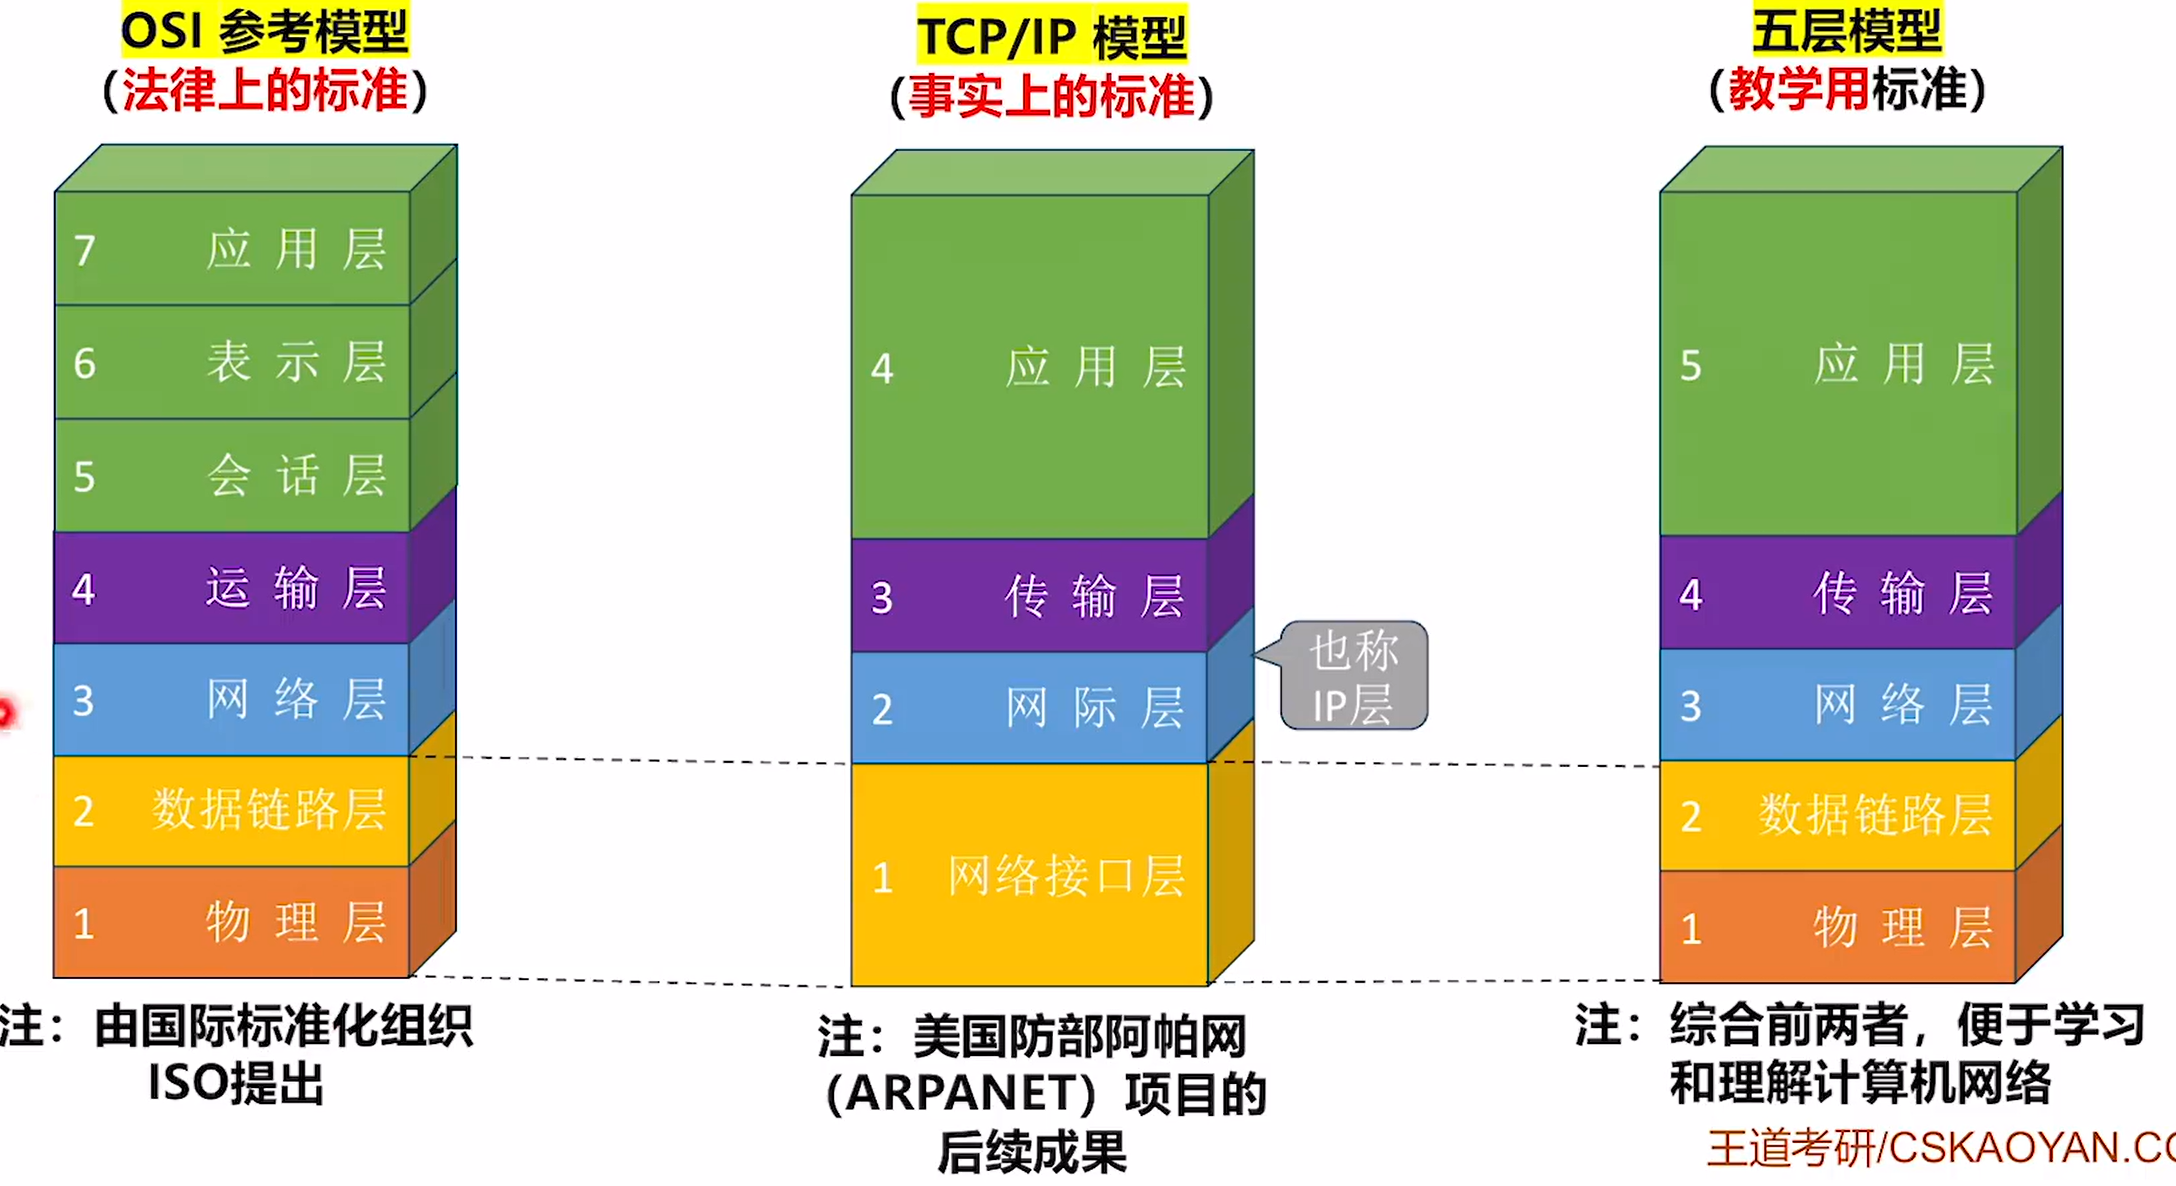 OSI 参考模型
（法律上的标准）
7 应用层
6 表示层
5 会话层
4 运输层
3 网络层
2 数据链路层
1 物理层
注：由国际标准化组织
ISO提出
TCP/IP 模型
（事实上的标准）
4 应用层
3 传输层
2 网际层
1 网络接口层
也称
IP层
注：美国防部阿帕网
（ARPANET）项目的
后续成果
五层模型
（教学用标准）
5 应用层
4 传输层
3 网络层
2 数据链路层
1 物理层
注：综合前两者，便于学习
和理解计算机网络
王道考研/CSKAOYAN.CO